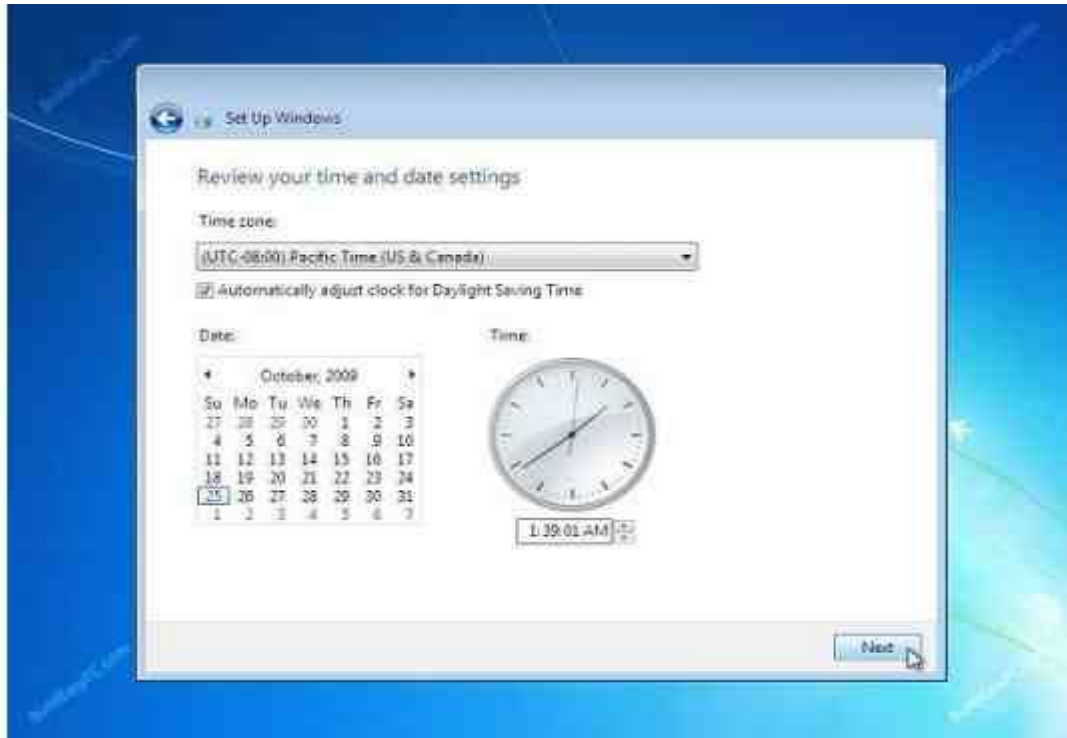 Set Up Windows
Review your time and date settings
Time zone:
(UTC-08:00) Pacific Time (US & Canada)
Automatically adjust clock for Daylight Saving Time
Date:
Time:
October, 2009
Su Mo Tu We Th Fr Sa
27 28 29 30 1 2 3
4 5 6 7 8 9 10
11 12 13 14 15 16 17
18 19 20 21 22 23 24
25 26 27 28 29 30 31
1 2 3 4 5 6 7
1:39:01 AM
Next